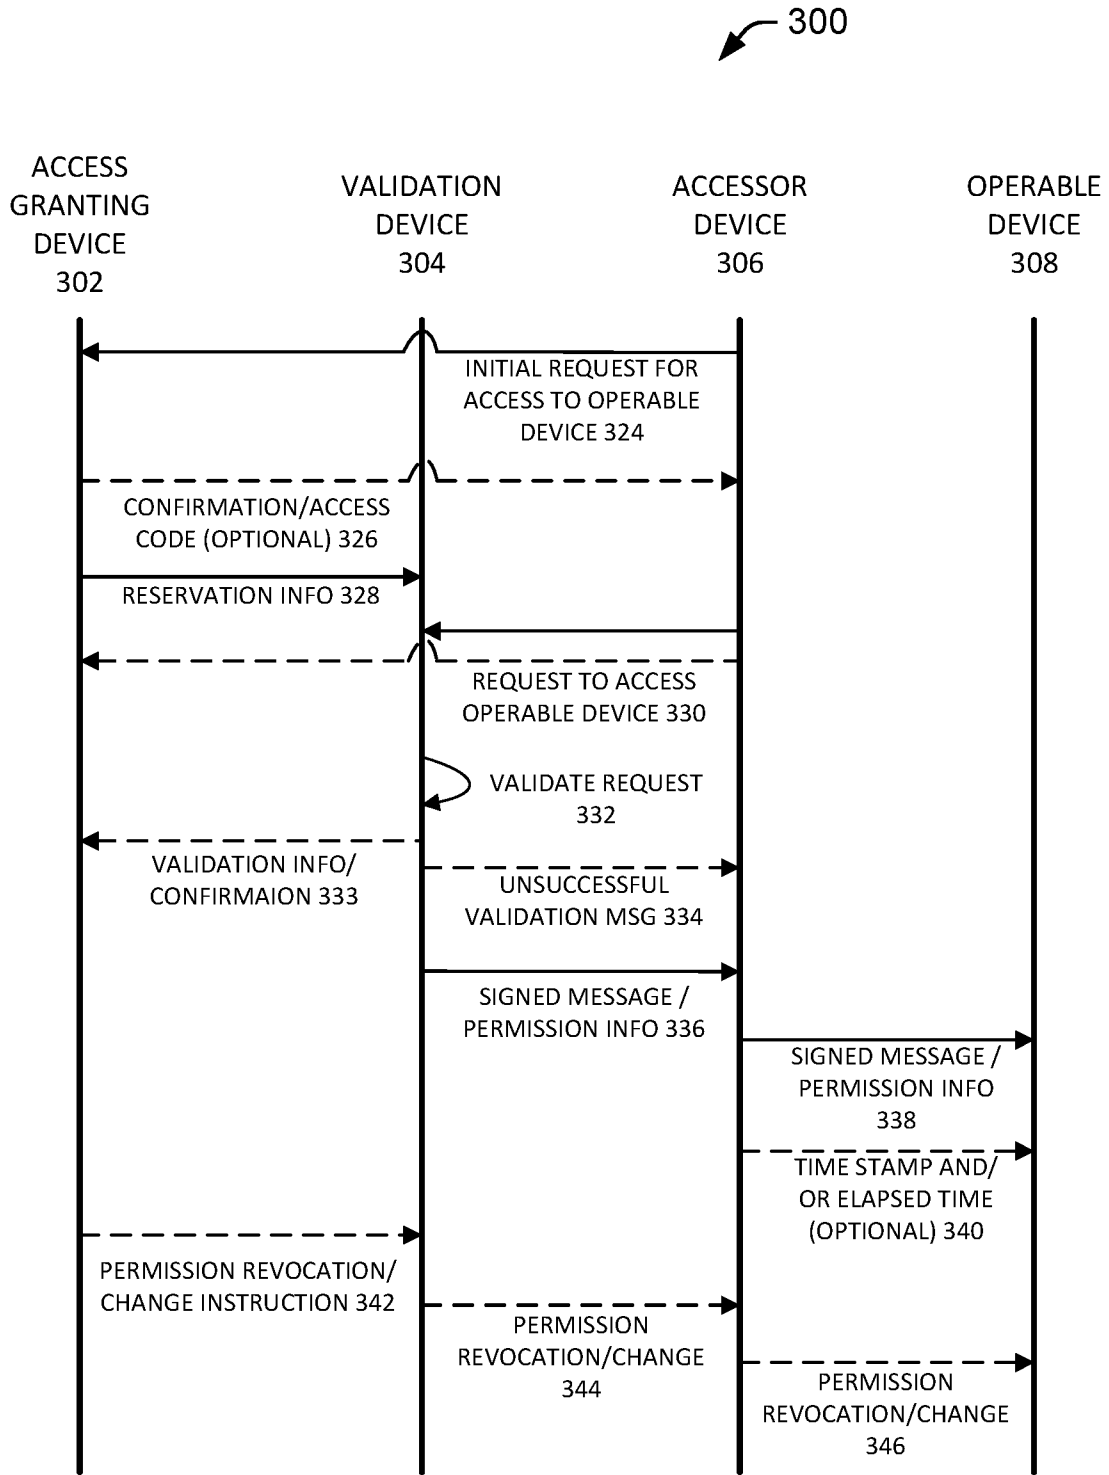 300
ACCESS
GRANTING
DEVICE
302
VALIDATION
DEVICE
304
ACCESSOR
DEVICE
306
OPERABLE
DEVICE
308
INITIAL REQUEST FOR
ACCESS TO OPERABLE
DEVICE 324
CONFIRMATION/ACCESS
CODE (OPTIONAL) 326
RESERVATION INFO 328
REQUEST TO ACCESS
OPERABLE DEVICE 330
VALIDATE REQUEST
332
VALIDATION INFO/
CONFIRMAION 333
UNSUCCESSFUL
VALIDATION MSG 334
SIGNED MESSAGE /
PERMISSION INFO 336
SIGNED MESSAGE /
PERMISSION INFO
338
TIME STAMP AND/
OR ELAPSED TIME
(OPTIONAL) 340
PERMISSION REVOCATION/
CHANGE INSTRUCTION 342
PERMISSION
REVOCATION/CHANGE
344
PERMISSION
REVOCATION/CHANGE
346